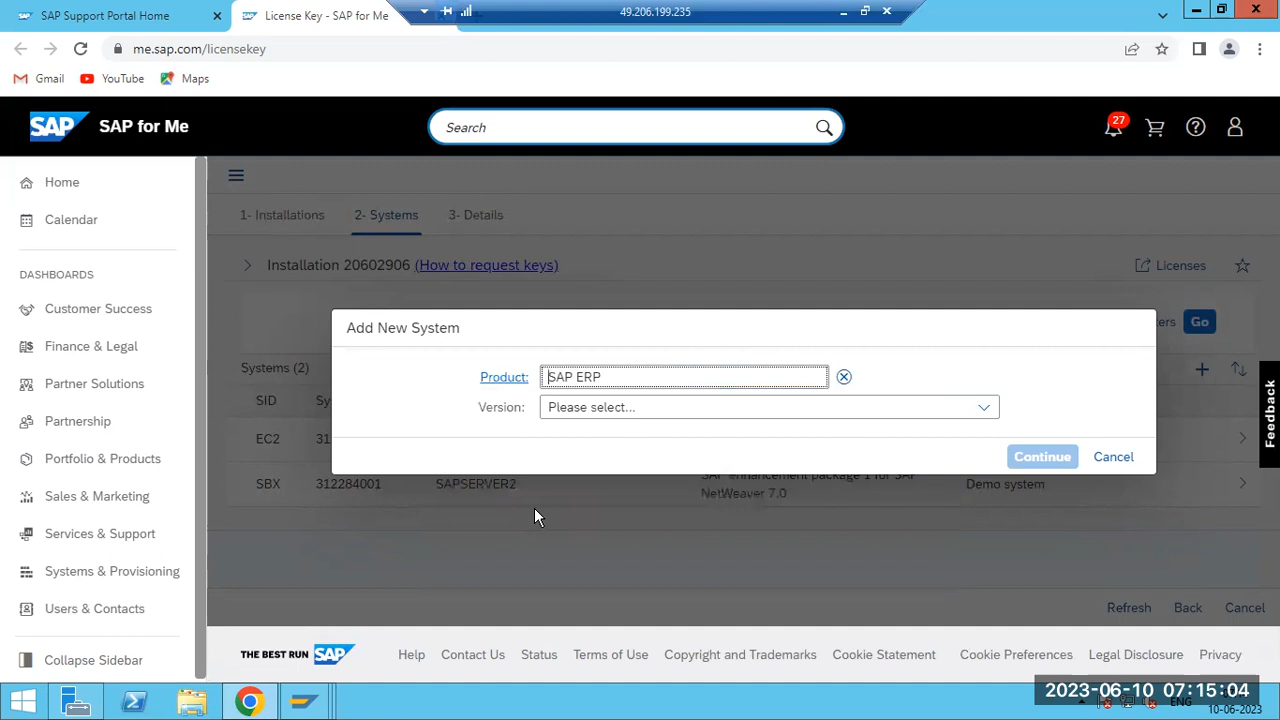 SAP Support Portal Home
License Key - SAP for Me
49.206.199.235
me.sap.com/licensekey
Gmail
YouTube
Maps
SAP
SAP for Me
Search
27
Home
Calendar
DASHBOARDS
Customer Success
Finance & Legal
Partner Solutions
Partnership
Portfolio & Products
Sales & Marketing
Services & Support
Systems & Provisioning
Users & Contacts
Collapse Sidebar
1- Installations
2- Systems
3- Details
Installation 20602906 (How to request keys)
Licenses
Go
Systems (2)
SID
EC2
SBX
312284001
SAPSERVER2
SAP enhancement package 1 for SAP
NetWeaver 7.0
Demo system
Add New System
Product:
SAP ERP
Version:
Please select...
Continue
Cancel
Feedback
Refresh
Back
Cancel
THE BEST RUN SAP
Help
Contact Us
Status
Terms of Use
Copyright and Trademarks
Cookie Statement
Cookie Preferences
Legal Disclosure
Privacy
2023-06-10 07:15:04
ENG
10-06-2023